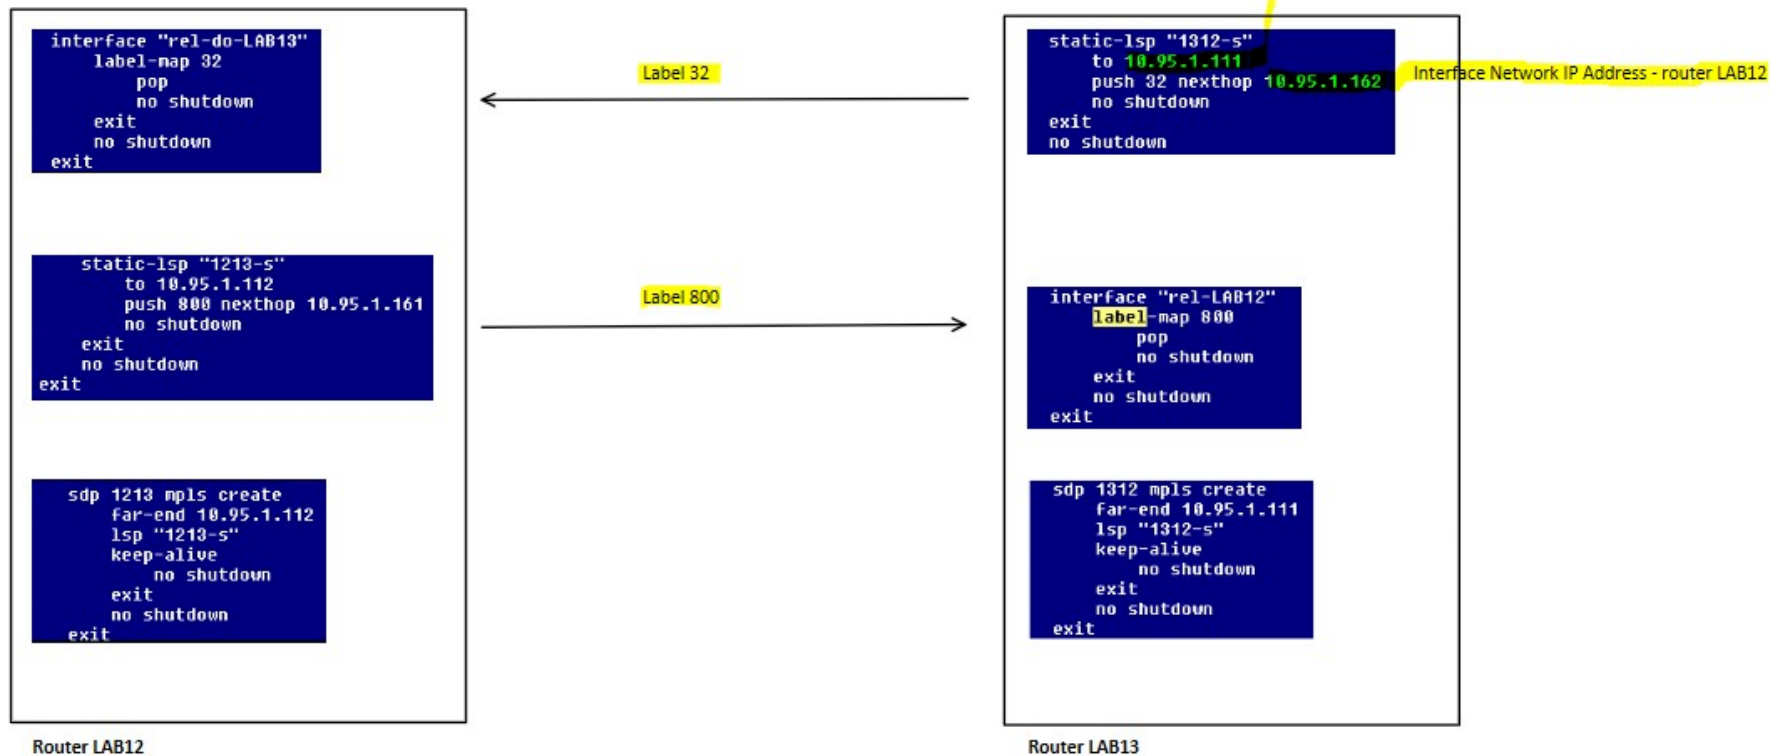 interface "rel-do-LAB13"
label-map 32
pop
no shutdown
exit
no shutdown
exit
static-lsp "1213-s"
to 10.95.1.112
push 800 nexthop 10.95.1.161
no shutdown
exit
no shutdown
exit
sdp 1213 mpls create
far-end 10.95.1.112
lsp "1213-s"
keep-alive
no shutdown
exit
no shutdown
exit
Router LAB12
Label 32
Label 800
static-lsp "1312-s"
to 10.95.1.111
push 32 nexthop 10.95.1.162
no shutdown
exit
no shutdown
Interface Network IP Address - router LAB12
interface "rel-LAB12"
label-map 800
pop
no shutdown
exit
no shutdown
exit
sdp 1312 mpls create
far-end 10.95.1.111
lsp "1312-s"
keep-alive
no shutdown
exit
no shutdown
exit
Router LAB13